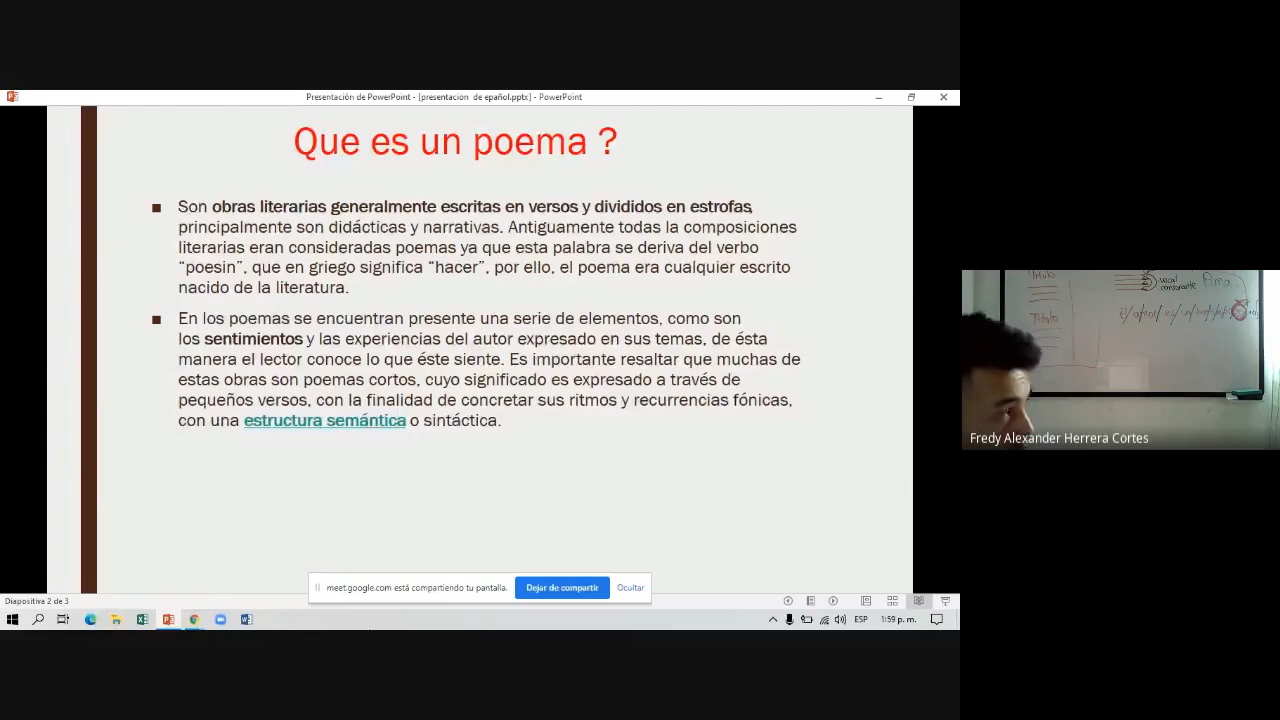 Presentación de PowerPoint - [presentacion de epañol.pptx] - PowerPoint
Que es un poema ?
Son obras literarias generalmente escritas en versos y divididos en estrofas,
principalmente son didácticas y narrativas. Antiguamente todas la composiciones
literarias eran consideradas poemas ya que esta palabra se deriva del verbo
“poesin”, que en griego significa “hacer”, por ello, el poema era cualquier escrito
nacido de la literatura.
En los poemas se encuentran presente una serie de elementos, como son
los sentimientos y las experiencias del autor expresado en sus temas, de ésta
manera el lector conoce lo que éste siente. Es importante resaltar que muchas de
estas obras son poemas cortos, cuyo significado es expresado a través de
pequeños versos, con la finalidad de concretar sus ritmos y recurrencias fónicas,
con una estructura semántica o sintáctica.
meet.google.com está compartiendo tu pantalla.
Dejar de compartir
Ocultar
Diapositiva 2 de 3
ESP
1:59 p. m.
Titulo
Titulo
vocal
consonante
Ama
Fredy Alexander Herrera Cortes